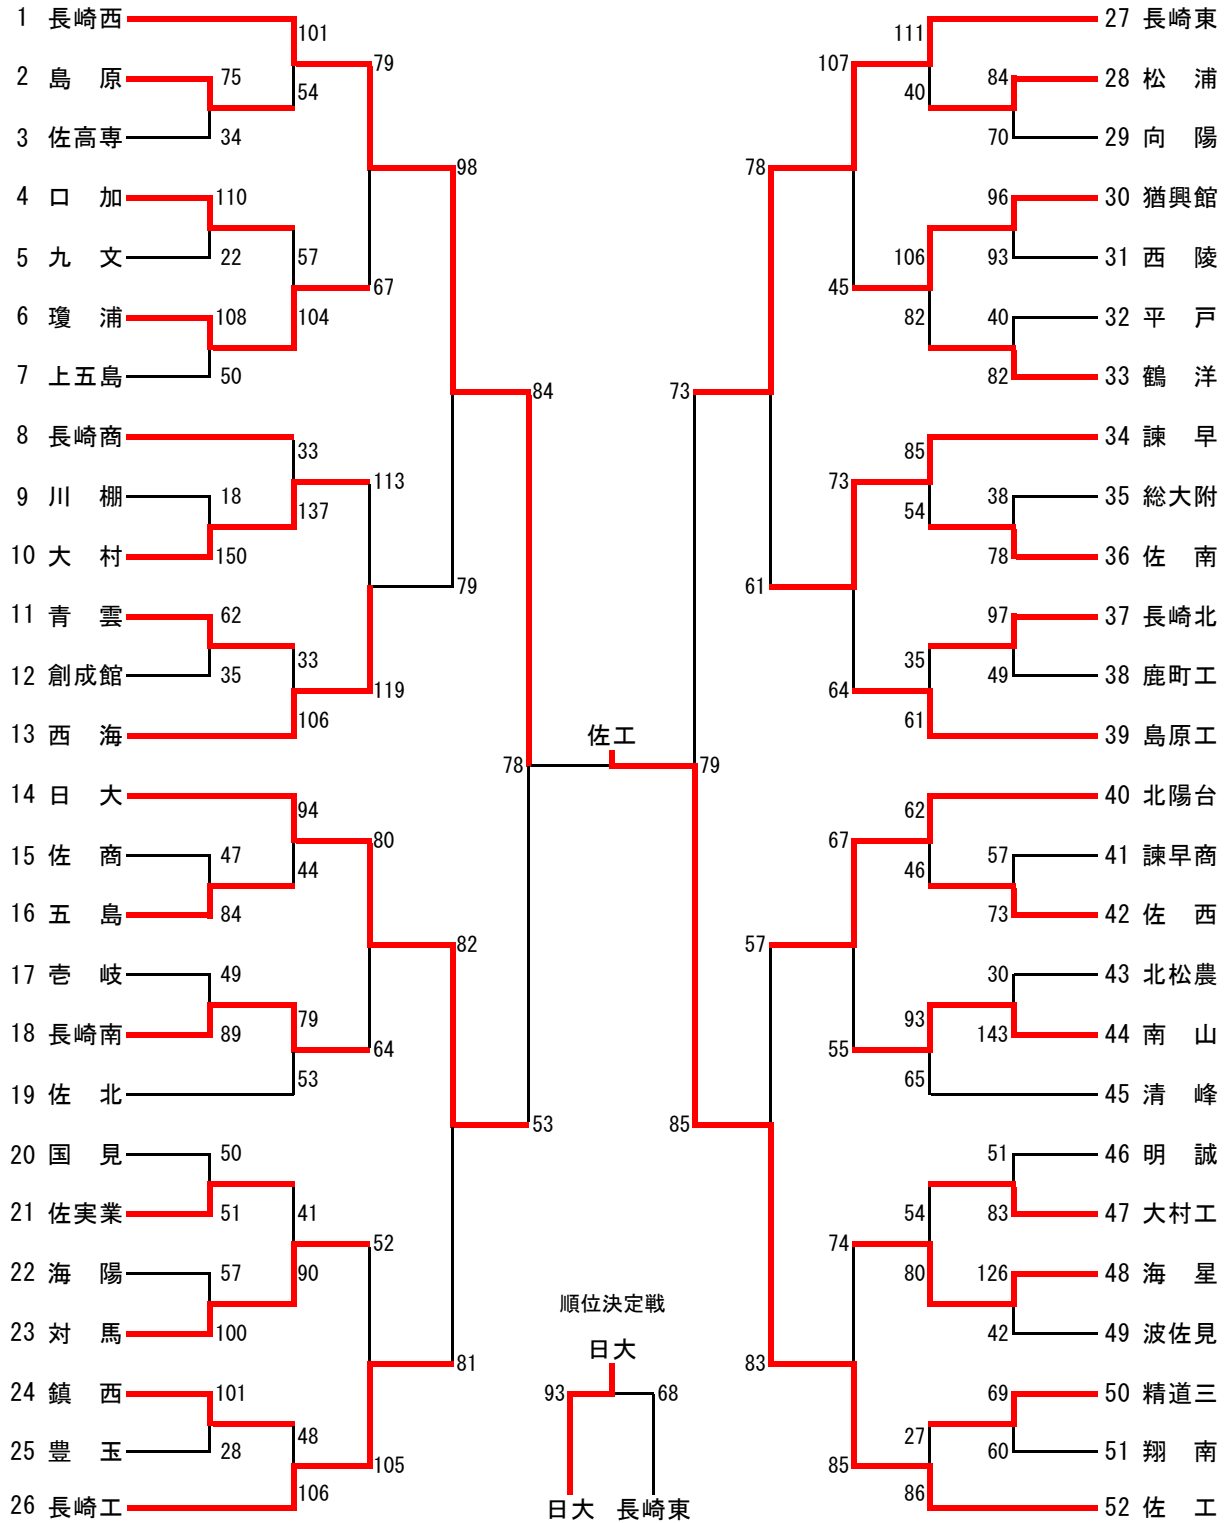 1 長崎西
101
2 島　原
75
79
54
3 佐高専
34
4 口　加
110
98
5 九　文
22
57
67
6 瓊　浦
108
104
7 上五島
50
84
8 長崎商
33
9 川　棚
18
113
137
10 大　村
150
79
11 青　雲
62
12 創成館
35
33
119
13 西　海
106
佐工
78
79
14 日　大
94
80
15 佐　商
47
44
16 五　島
84
82
17 壱　岐
49
18 長崎南
89
79
64
19 佐　北
53
53
20 国　見
50
21 佐実業
51
41
52
22 海　陽
57
90
23 対　馬
100
81
24 鎮　西
101
25 豊　玉
28
48
105
26 長崎工
106
27 長崎東
111
107
28 松　浦
84
40
29 向　陽
70
78
30 猶興館
96
31 西　陵
93
106
45
32 平　戸
40
82
33 鶴　洋
82
73
34 諫　早
85
73
35 総大附
38
54
36 佐　南
78
61
37 長崎北
97
38 鹿町工
49
35
64
39 島原工
61
40 北陽台
62
67
41 諫早商
57
46
42 佐　西
73
57
43 北松農
30
44 南　山
143
93
55
45 清　峰
65
85
46 明　誠
51
47 大村工
83
54
74
48 海　星
126
80
49 波佐見
42
83
50 精道三
69
51 翔　南
60
27
85
52 佐　工
86
順位決定戦
日大
93
68
日大 長崎東